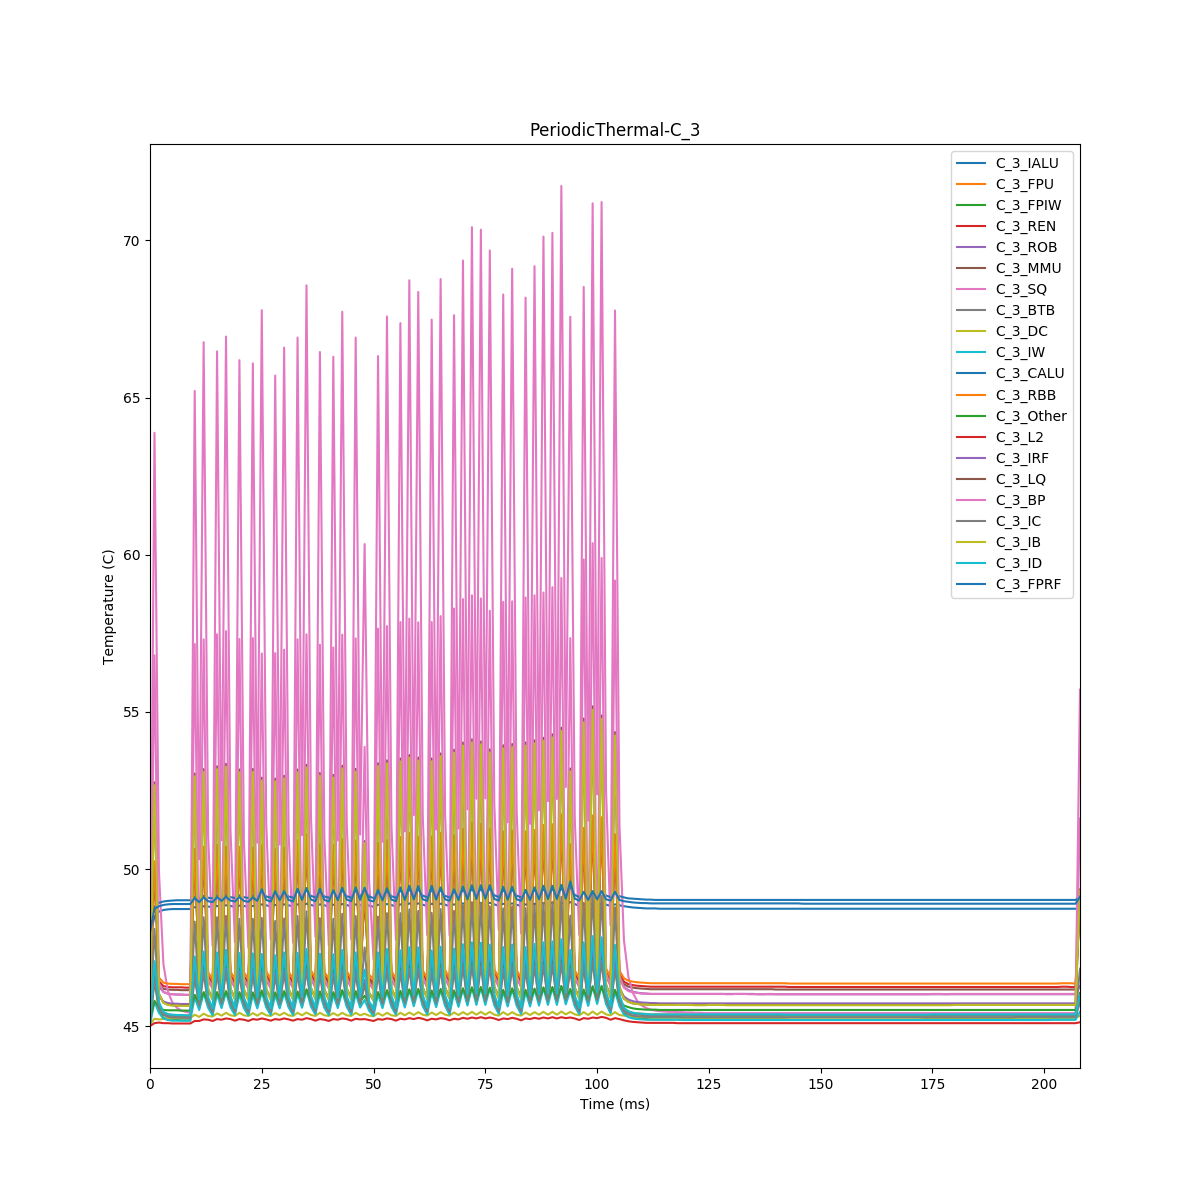 PeriodicThermal-C_3
C_3_IALU
C_3_FPU
C_3_FPIW
C_3_REN
C_3_ROB
C_3_MMU
C_3_SQ
C_3_BTB
C_3_DC
C_3_IW
C_3_CALU
C_3_RBB
C_3_Other
C_3_L2
C_3_IRF
C_3_LQ
C_3_BP
C_3_IC
C_3_IB
C_3_ID
C_3_FPRF
Temperature (C)
70
65
60
55
50
45
0 25 50 75 100 125 150 175 200
Time (ms)